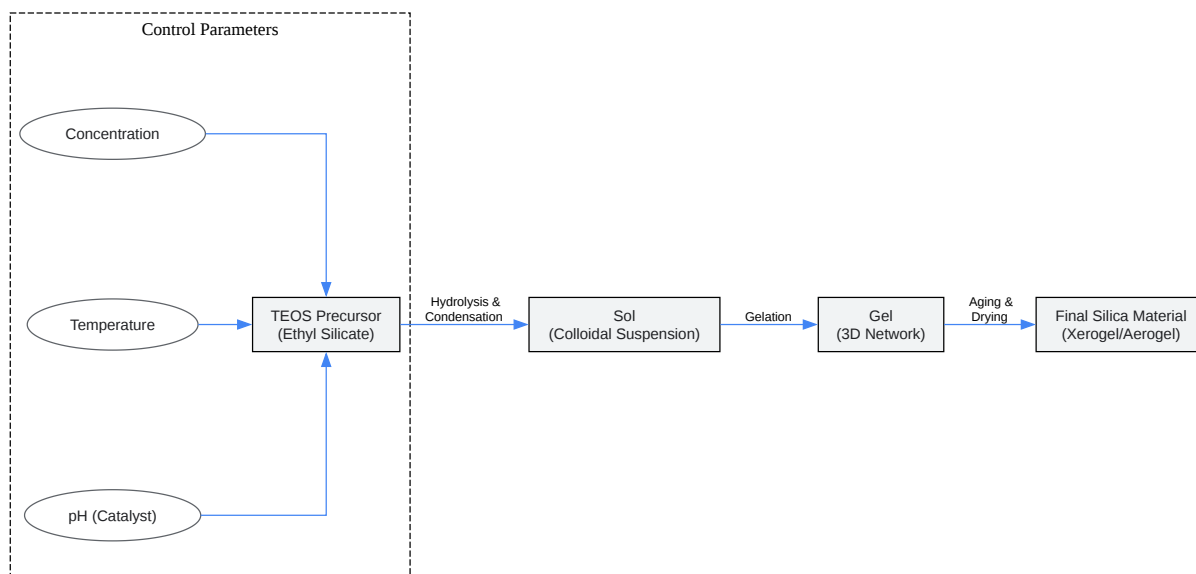 Control Parameters
Concentration
Temperature
pH (Catalyst)
TEOS Precursor
(Ethyl Silicate)
Hydrolysis &
Condensation
Sol
(Colloidal Suspension)
Gelation
Gel
(3D Network)
Aging &
Drying
Final Silica Material
(Xerogel/Aerogel)